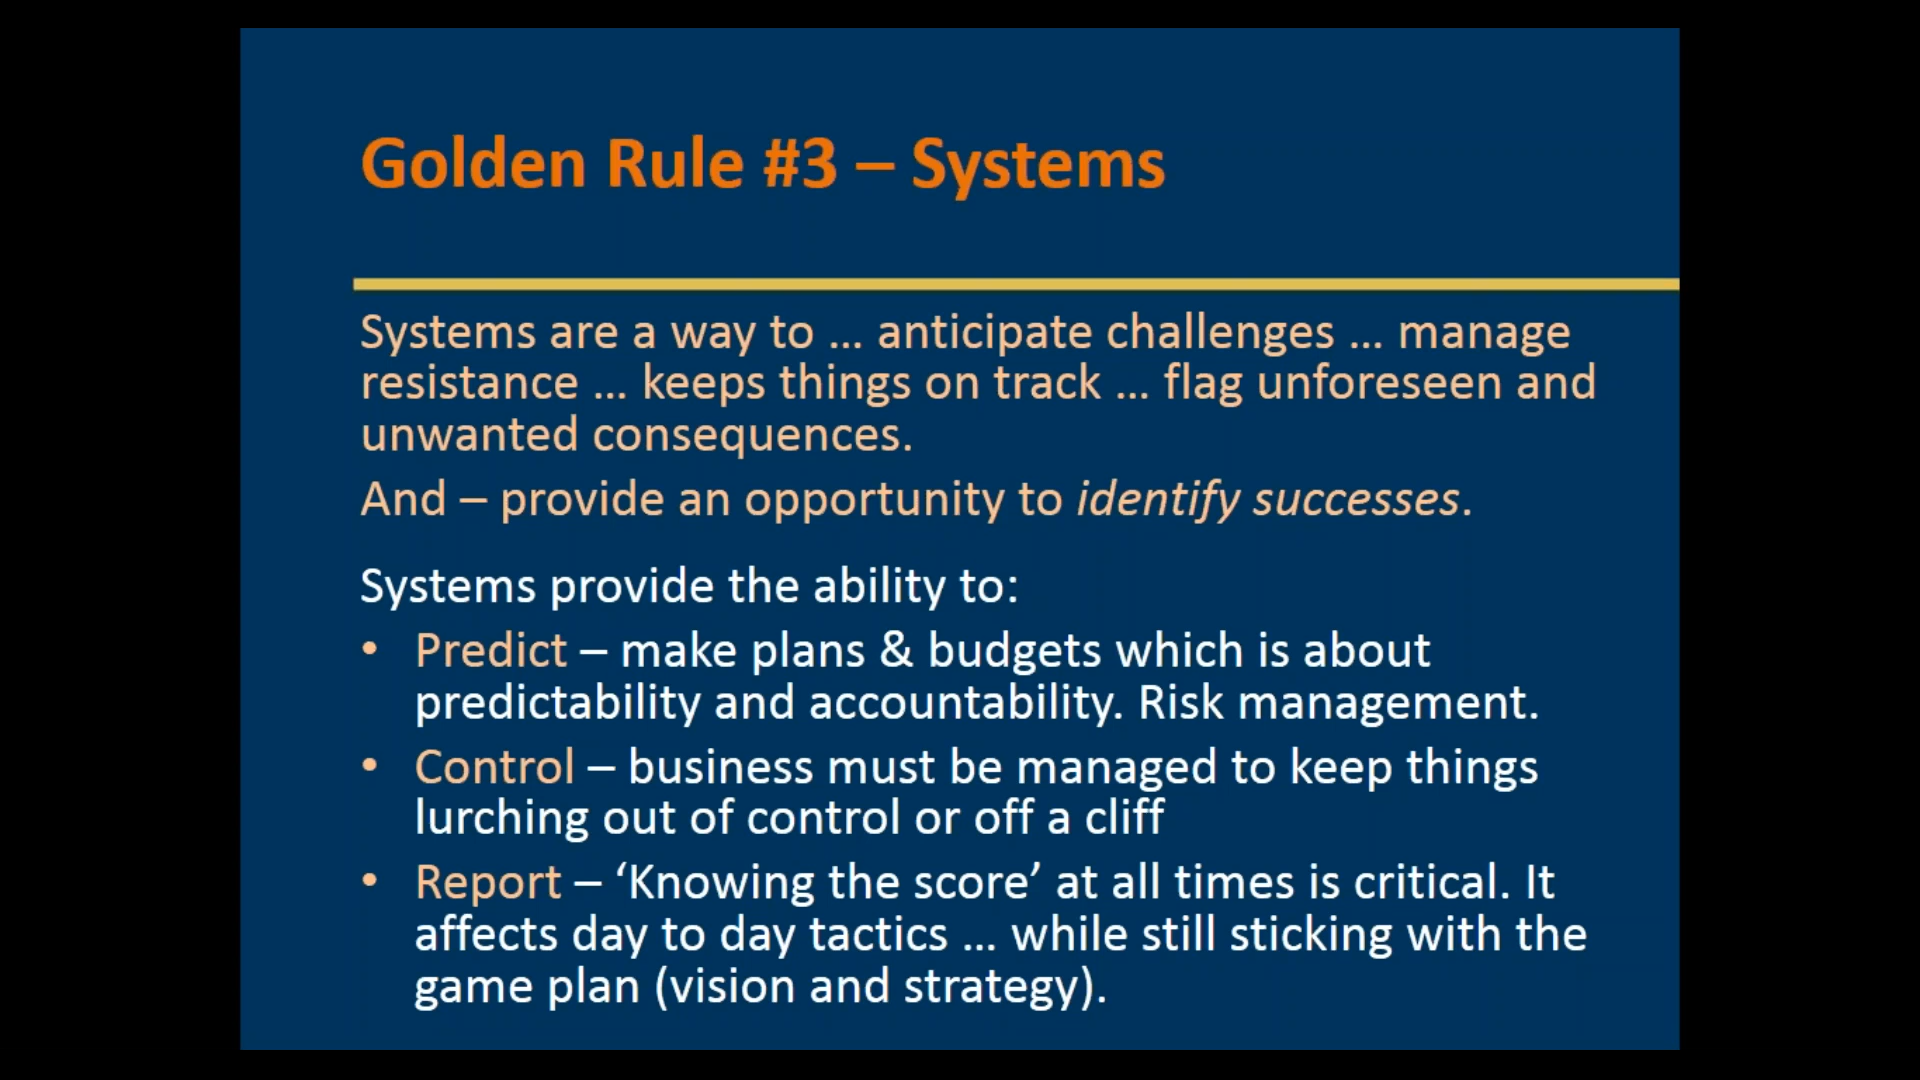 Golden Rule #3 – Systems
Systems are a way to ... anticipate challenges ... manage
resistance ... keeps things on track ... flag unforeseen and
unwanted consequences.
And – provide an opportunity to identify successes.
Systems provide the ability to:
• Predict – make plans & budgets which is about
predictability and accountability. Risk management.
• Control – business must be managed to keep things
lurching out of control or off a cliff
• Report – ‘Knowing the score’ at all times is critical. It
affects day to day tactics ... while still sticking with the
game plan (vision and strategy).